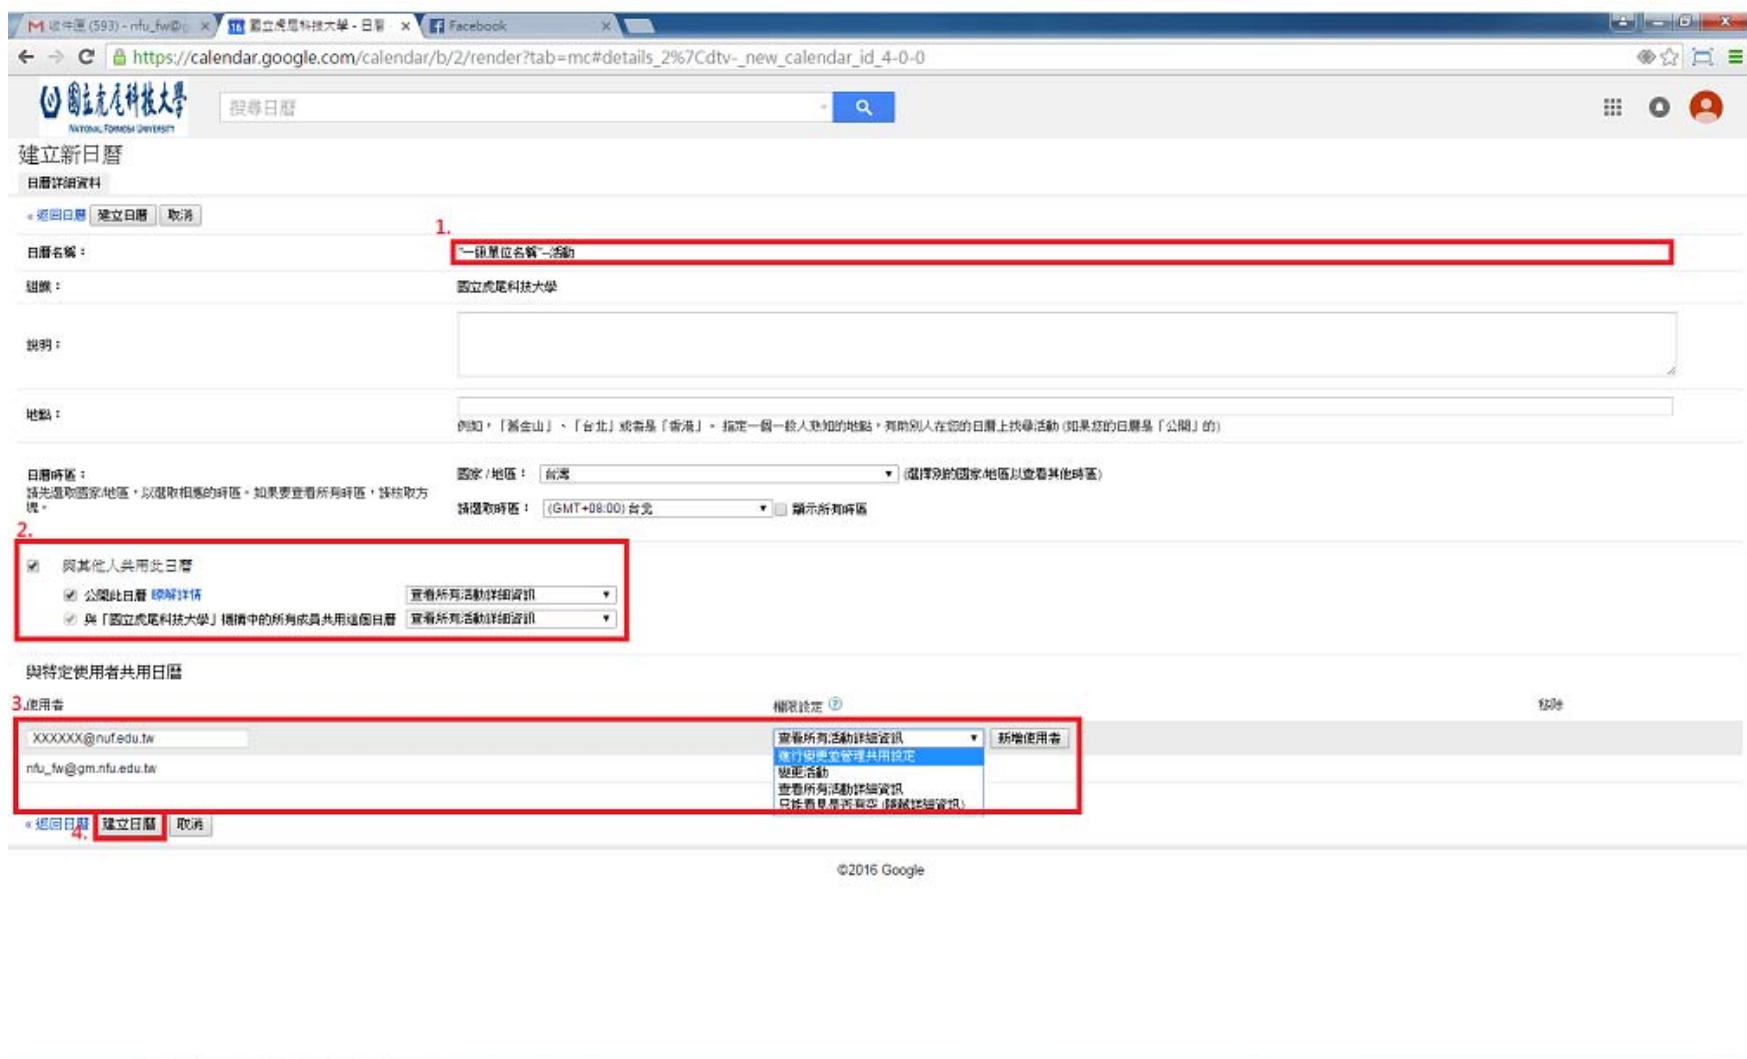 收件匣 (593) - nfu_fw@g
國立虎尾科技大學 - 日曆
Facebook
https://calendar.google.com/calendar/b/2/render?tab=mc#details_2%7Cdtv-_new_calendar_id_4-0-0
國立虎尾科技大學
NATIONAL FORMOSA UNIVERSITY
搜尋日曆
建立新日曆
日曆詳細資料
« 返回日曆 建立日曆 取消
1.
日曆名稱： "一級單位名稱"--活動
組織： 國立虎尾科技大學
說明：
地點：
例如，「舊金山」、「台北」或者是「香港」。 指定一個一般人熟知的地點，有助別人在您的日曆上找尋活動 (如果您的日曆是「公開」的)
日曆時區： 國家 / 地區： 台灣 (選擇別的國家/地區以查看其他時區)
請先選取國家/地區，以選取相應的時區。如果要查看所有時區，請核取方
塊。
請選取時區： (GMT+08:00) 台北 顯示所有時區
2.
與其他人共用此日曆
公開此日曆 瞭解詳情 查看所有活動詳細資訊
與「國立虎尾科技大學」機構中的所有成員共用這個日曆 查看所有活動詳細資訊
與特定使用者共用日曆
3. 使用者 權限設定 移除
XXXXXX@nuf.edu.tw 查看所有活動詳細資訊 新增使用者
進行變更並管理共用設定
nfu_fw@gm.nfu.edu.tw 變更活動
查看所有活動詳細資訊
只能看見是否有空 (隱藏詳細資訊)
« 返回日曆 4. 建立日曆 取消
©2016 Google